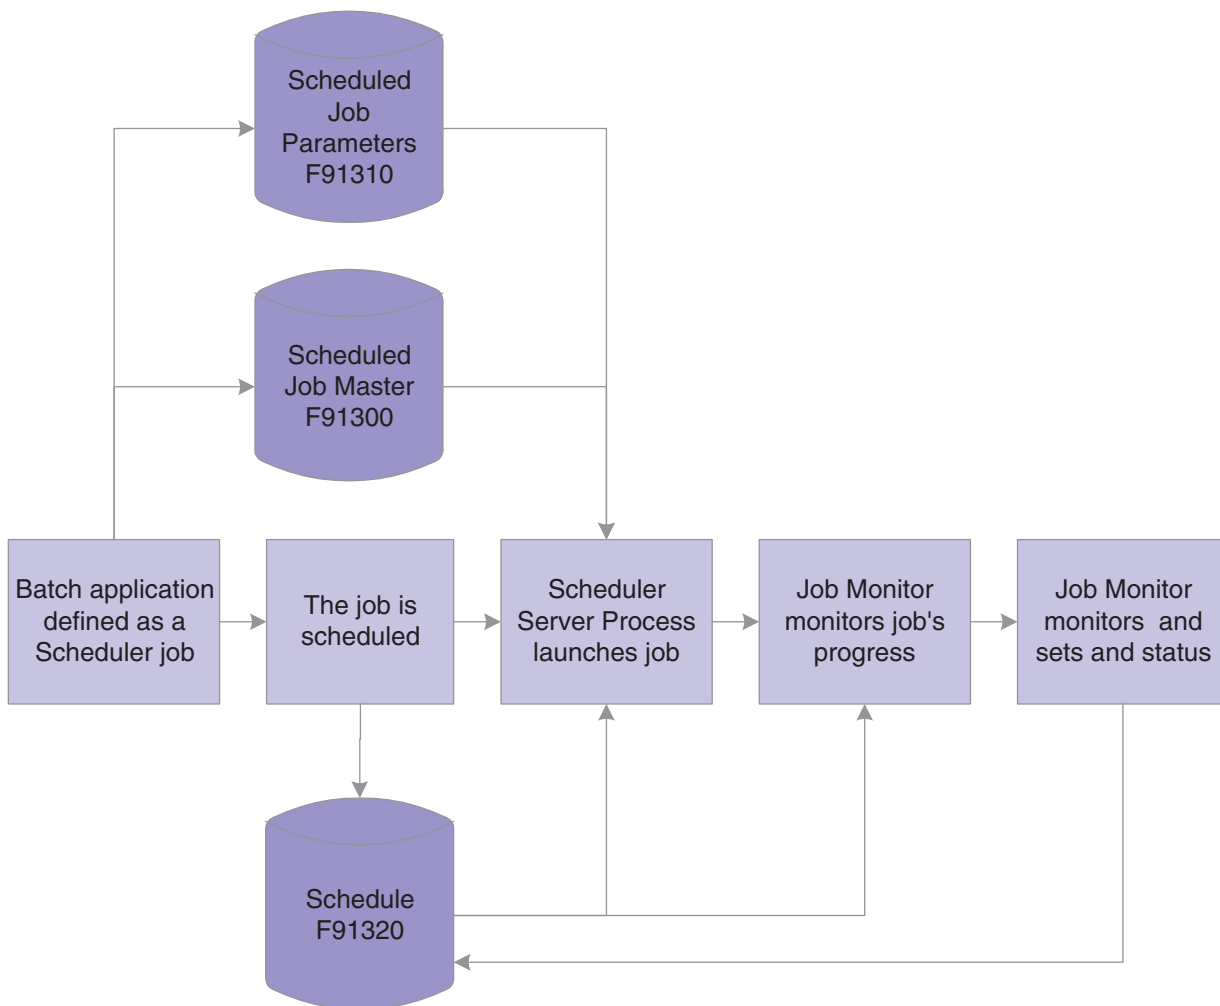 Scheduled
Job
Parameters
F91310
Scheduled
Job Master
F91300
Batch application
defined as a
Scheduler job
The job is
scheduled
Scheduler
Server Process
launches job
Job Monitor
monitors job's
progress
Job Monitor
monitors and
sets and status
Schedule
F91320